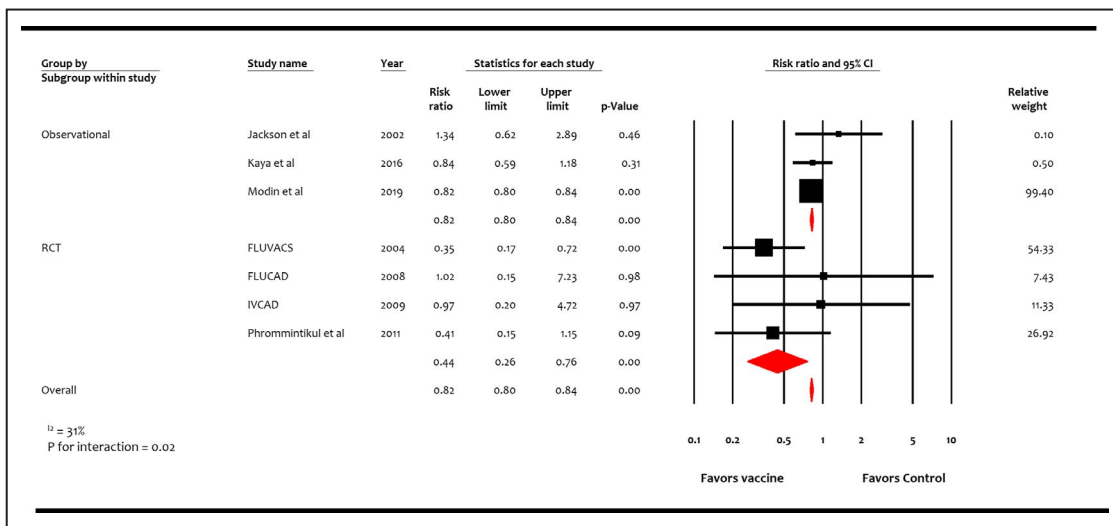 Group by Study name Year Statistics for each study Risk ratio and 95% CI
Subgroup within study
Risk ratio Lower limit Upper limit p-Value Relative weight
Observational Jackson et al 2002 1.34 0.62 2.89 0.46 0.10
Kaya et al 2016 0.84 0.59 1.18 0.31 0.50
Modin et al 2019 0.82 0.80 0.84 0.00 99.40
0.82 0.80 0.84 0.00
RCT FLUVACS 2004 0.35 0.17 0.72 0.00 54.33
FLUCAD 2008 1.02 0.15 7.23 0.98 7.43
IVCAD 2009 0.97 0.20 4.72 0.97 11.33
Phrommintikul et al 2011 0.41 0.15 1.15 0.09 26.92
0.44 0.26 0.76 0.00
Overall 0.82 0.80 0.84 0.00
I2 = 31%
P for interaction = 0.02
0.1 0.2 0.5 1 2 5 10
Favors vaccine Favors Control